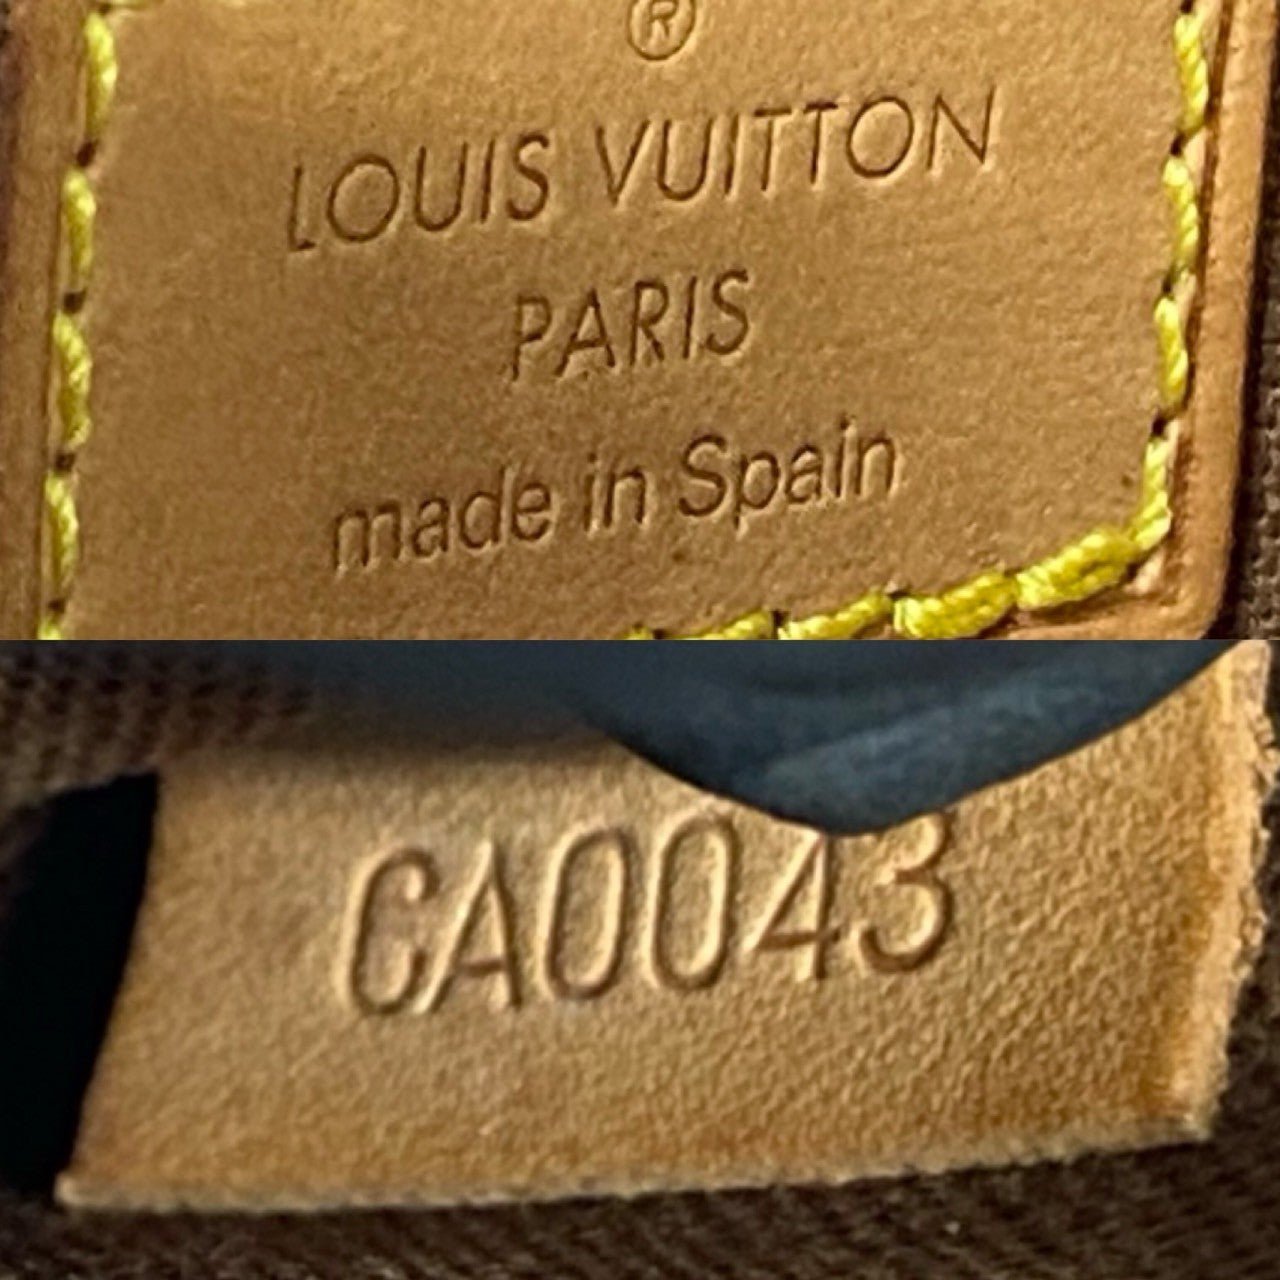 ®
LOUIS VUITTON
PARIS
made in Spain
CA0043